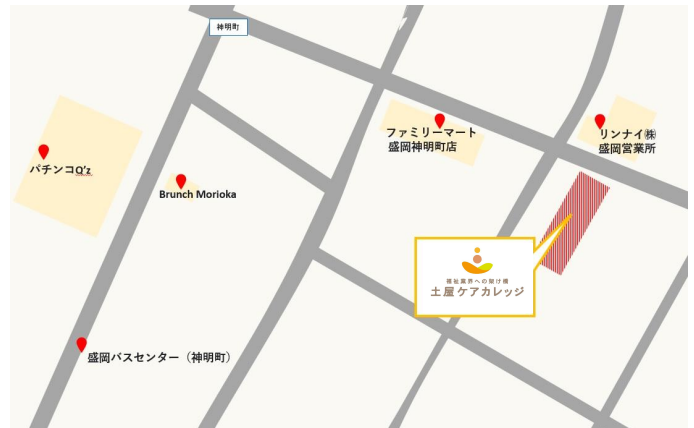 神明町
ファミリーマート
盛岡神明町店
リンナイ㈱
盛岡営業所
パチンコQ'z
Brunch Morioka
福祉業界への架け橋
土屋ケアカレッジ
盛岡バスセンター（神明町）